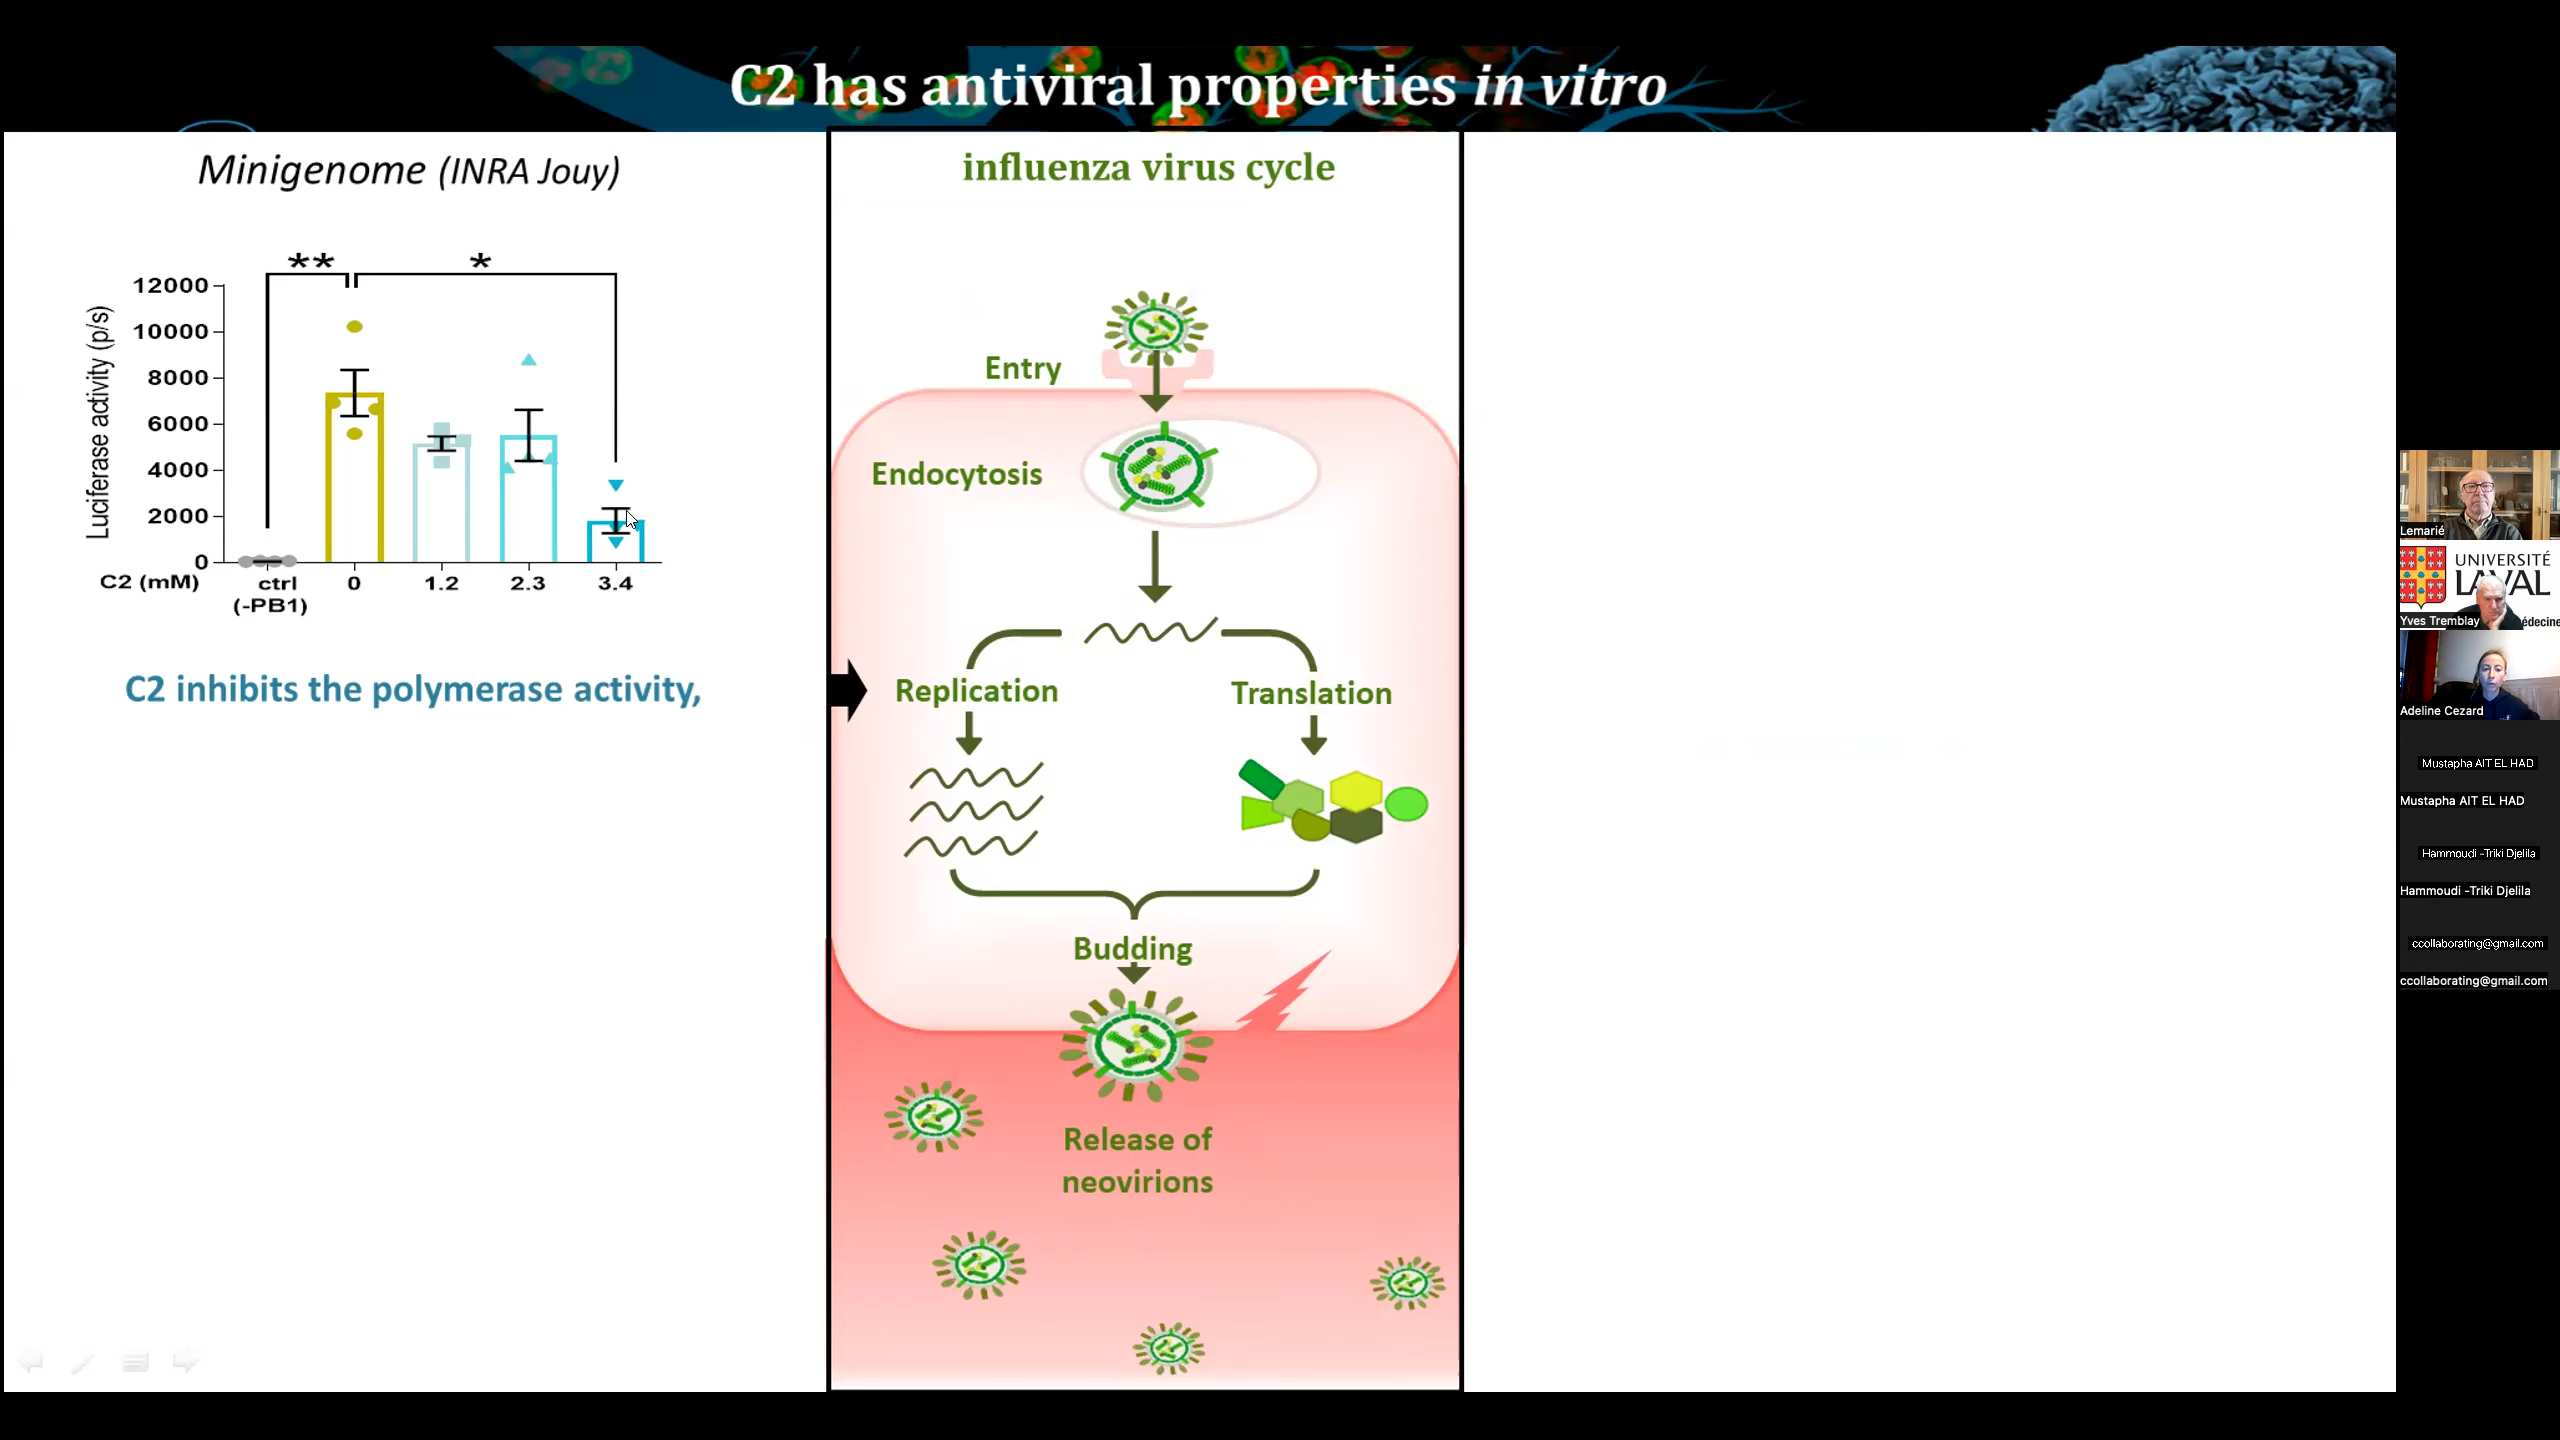 C2 has antiviral properties in vitro
Minigenome (INRA Jouy)
** *
12000
10000
8000
6000
4000
2000
0
Luciferase activity (p/s)
C2 (mM) ctrl 0 1.2 2.3 3.4
(-PB1)
C2 inhibits the polymerase activity,
influenza virus cycle
Entry
Endocytosis
Replication Translation
Budding
Release of
neovirions
Lemarié
UNIVERSITÉ
LAVAL
Yves Tremblay
Adeline Cezard
Mustapha AIT EL HAD
Mustapha AIT EL HAD
Hammoudi -Triki Djelila
Hammoudi -Triki Djelila
ccollaborating@gmail.com
ccollaborating@gmail.com